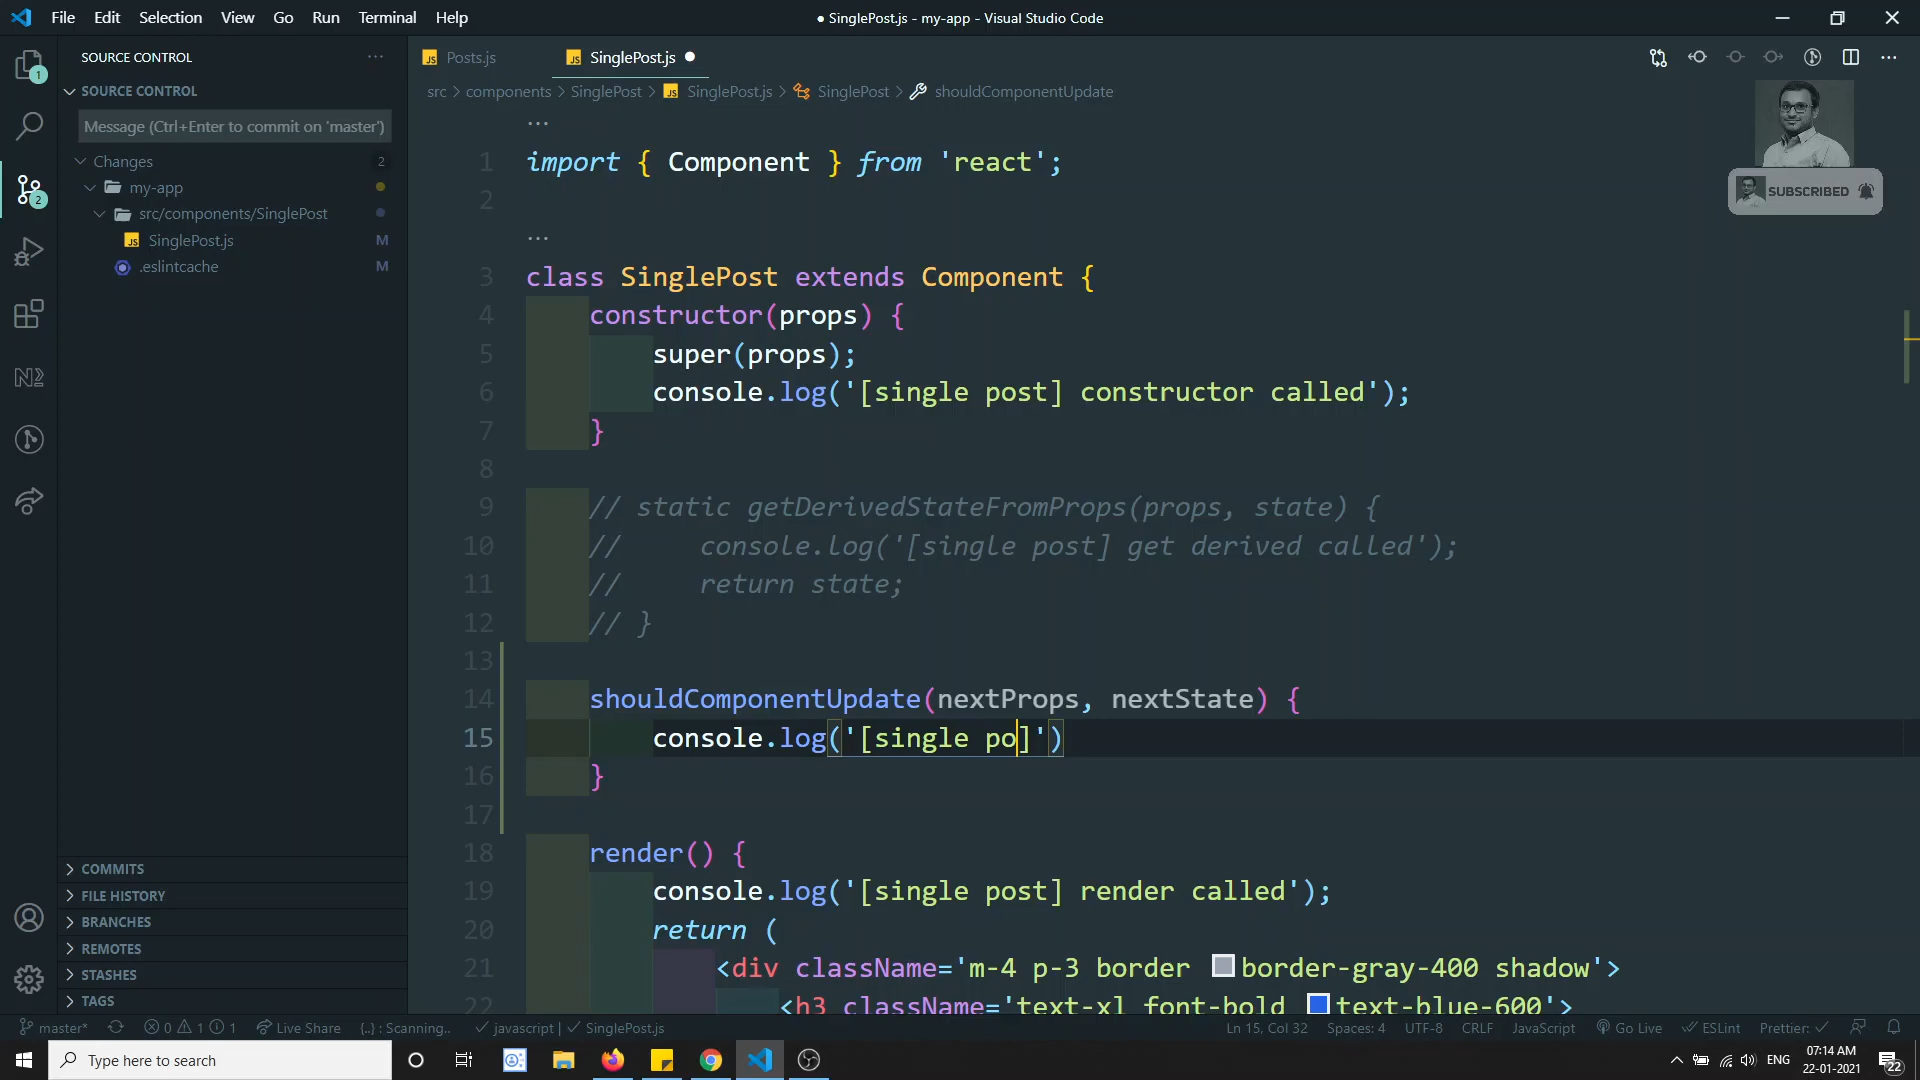 File Edit Selection View Go Run Terminal Help
● SinglePost.js - my-app - Visual Studio Code
SOURCE CONTROL
SOURCE CONTROL
Message (Ctrl+Enter to commit on 'master')
Changes 2
my-app
src/components/SinglePost
SinglePost.js M
.eslintcache M
COMMITS
FILE HISTORY
BRANCHES
REMOTES
STASHES
TAGS
1
2
Posts.js SinglePost.js ●
src > components > SinglePost > SinglePost.js > SinglePost > shouldComponentUpdate
SUBSCRIBED
...
1 import { Component } from 'react';
2
...
3 class SinglePost extends Component {
4 constructor(props) {
5 super(props);
6 console.log('[single post] constructor called');
7 }
8
9 // static getDerivedStateFromProps(props, state) {
10 // console.log('[single post] get derived called');
11 // return state;
12 // }
13
14 shouldComponentUpdate(nextProps, nextState) {
15 console.log('[single po]')
16 }
17
18 render() {
19 console.log('[single post] render called');
20 return (
21 <div className='m-4 p-3 border border-gray-400 shadow'>
22 <h3 className='text-xl font-bold text-blue-600'>
master* 0 1 1 Live Share {..} : Scanning.. ✓ javascript | ✓ SinglePost.js Ln 15, Col 32 Spaces: 4 UTF-8 CRLF JavaScript Go Live ESLint Prettier: ✓
Type here to search
ENG
07:14 AM
22-01-2021
22